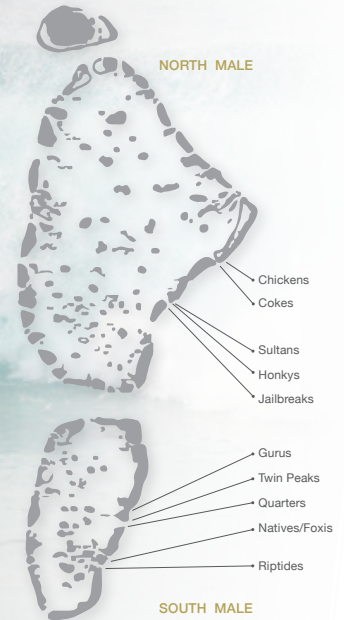 NORTH MALE
Chickens
Cokes
Sultans
Honkys
Jailbreaks
Gurus
Twin Peaks
Quarters
Natives/Foxis
Riptides
SOUTH MALE